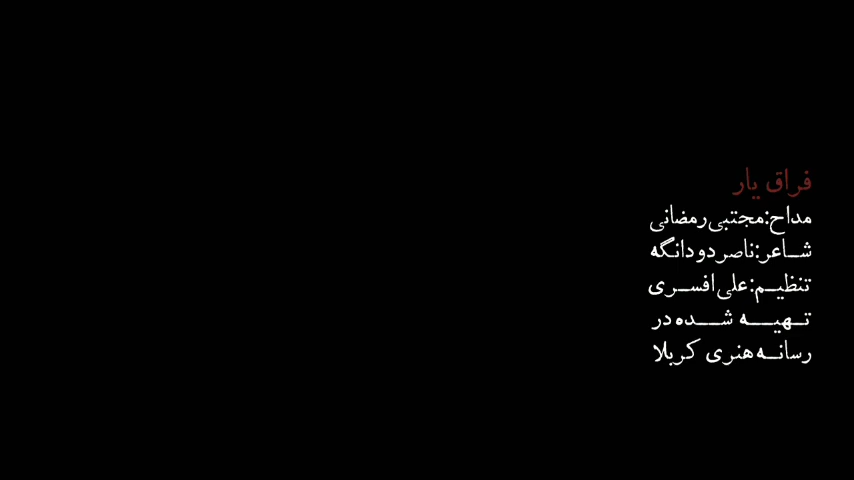 فراق یار
مداح:مجتبی رمضانی
شاعر:ناصر دودانگه
تنظیم:علی افسری
تهیه شده در
رسانه هنری کربلا